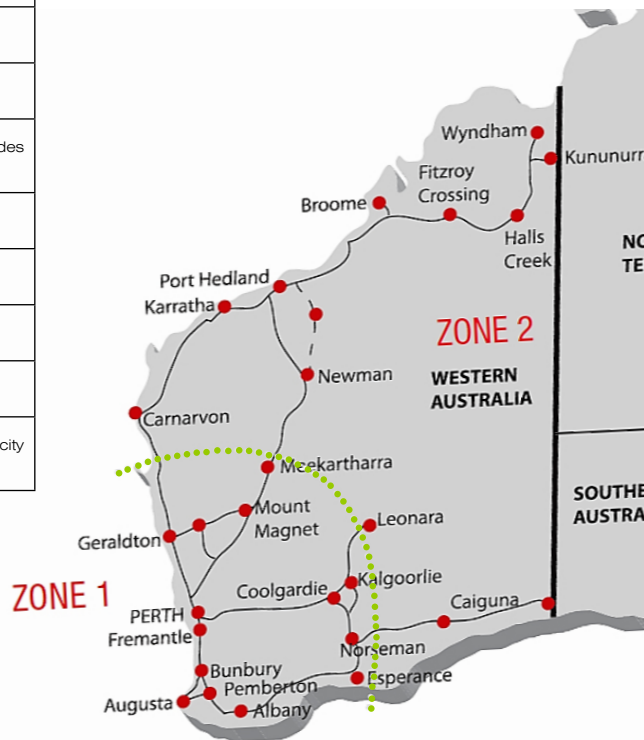 des
city
Wyndham
Kununurr
Fitzroy
Crossing
Broome
Halls
Creek
NO
TE
Port Hedland
Karratha
ZONE 2
Newman
WESTERN
AUSTRALIA
Carnarvon
Meekartharra
Mount
Magnet
Leonara
SOUTHE
AUSTRA
Geraldton
Kalgoorlie
Coolgardie
ZONE 1
Caiguna
PERTH
Fremantle
Norseman
Bunbury
Esperance
Pemberton
Augusta
Albany